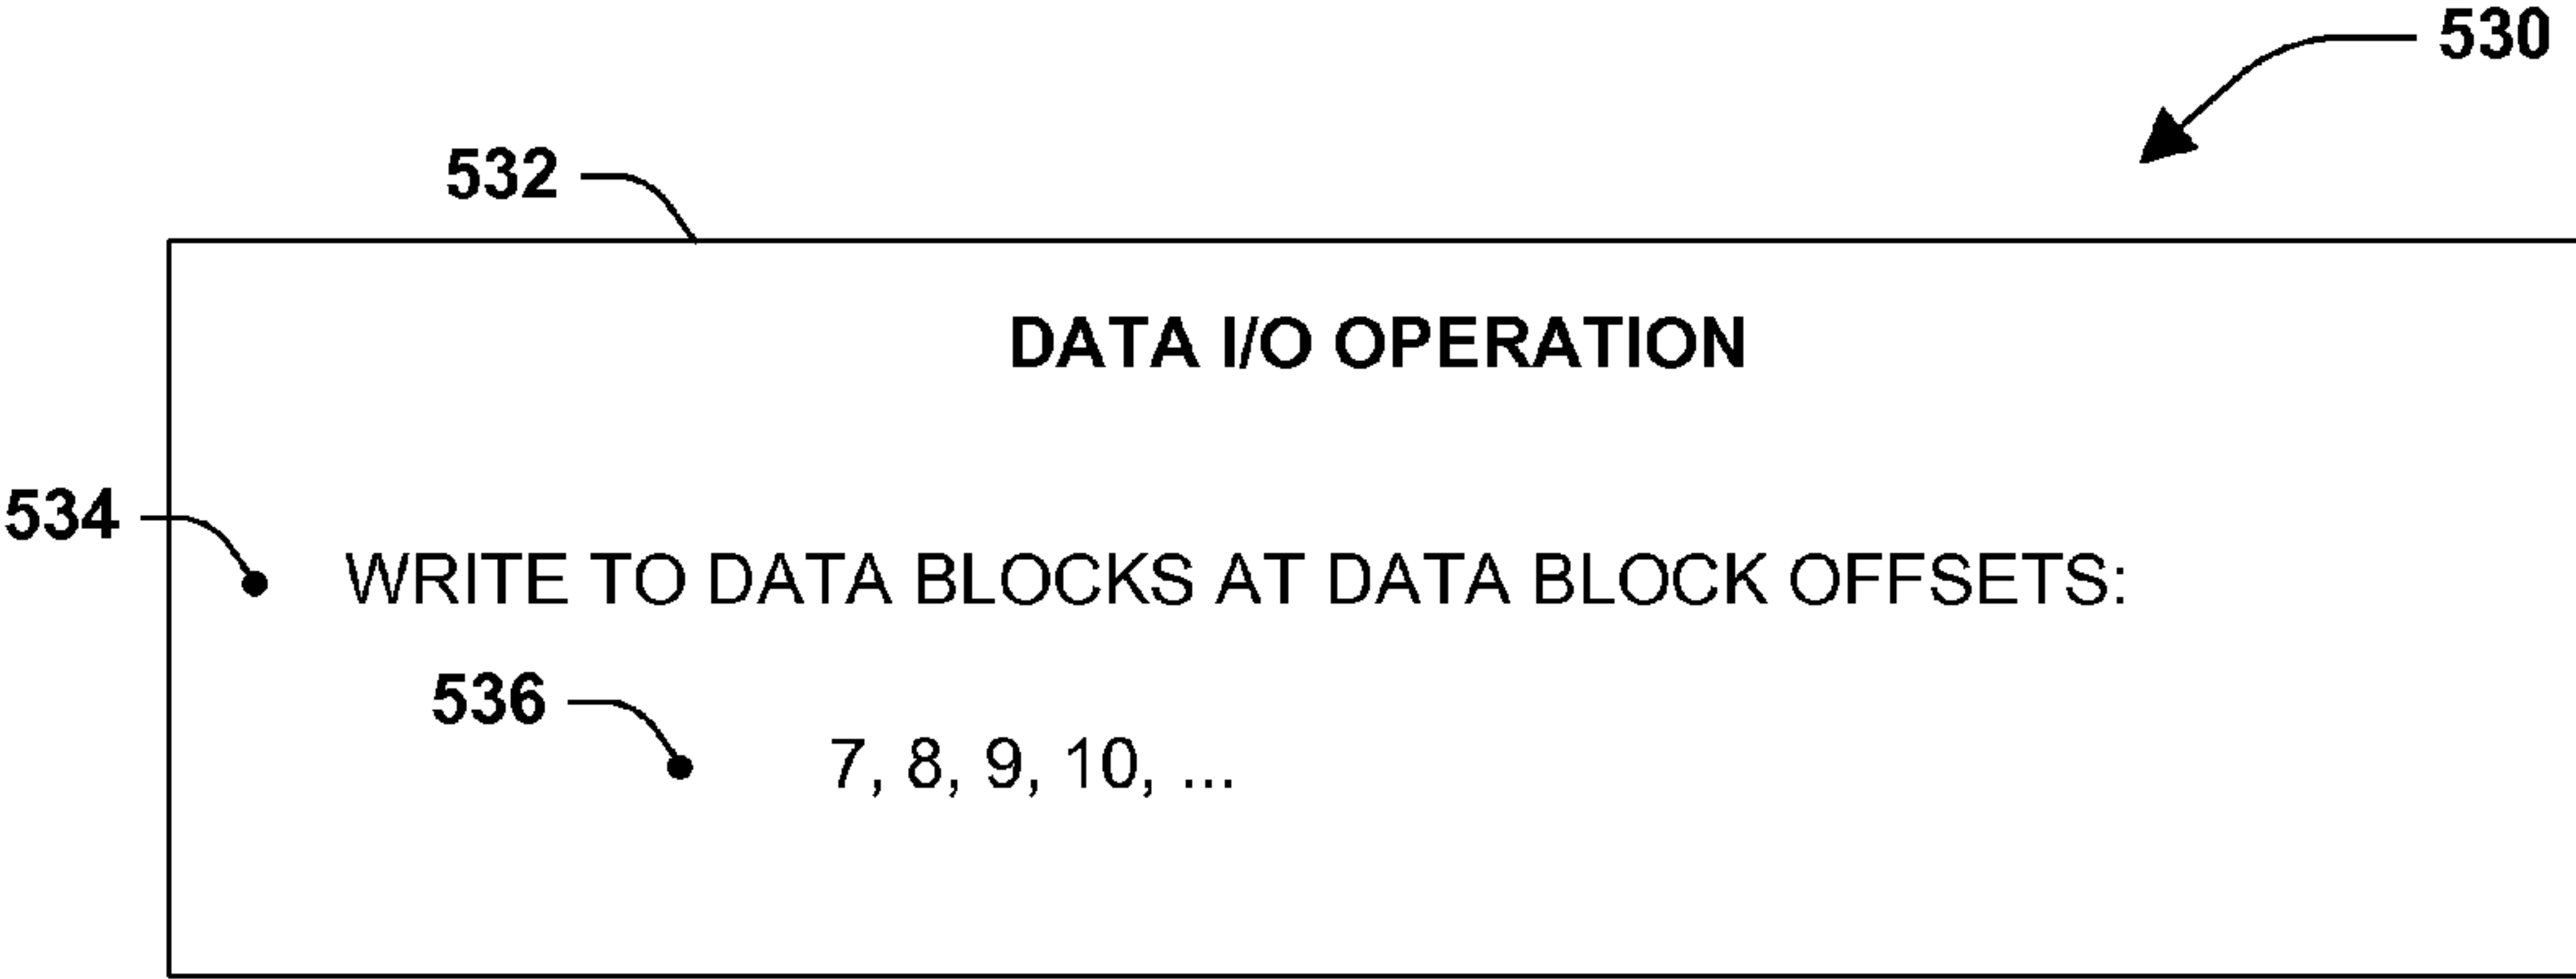 530
532
DATA I/O OPERATION
534
WRITE TO DATA BLOCKS AT DATA BLOCK OFFSETS:
536
7, 8, 9, 10, ...